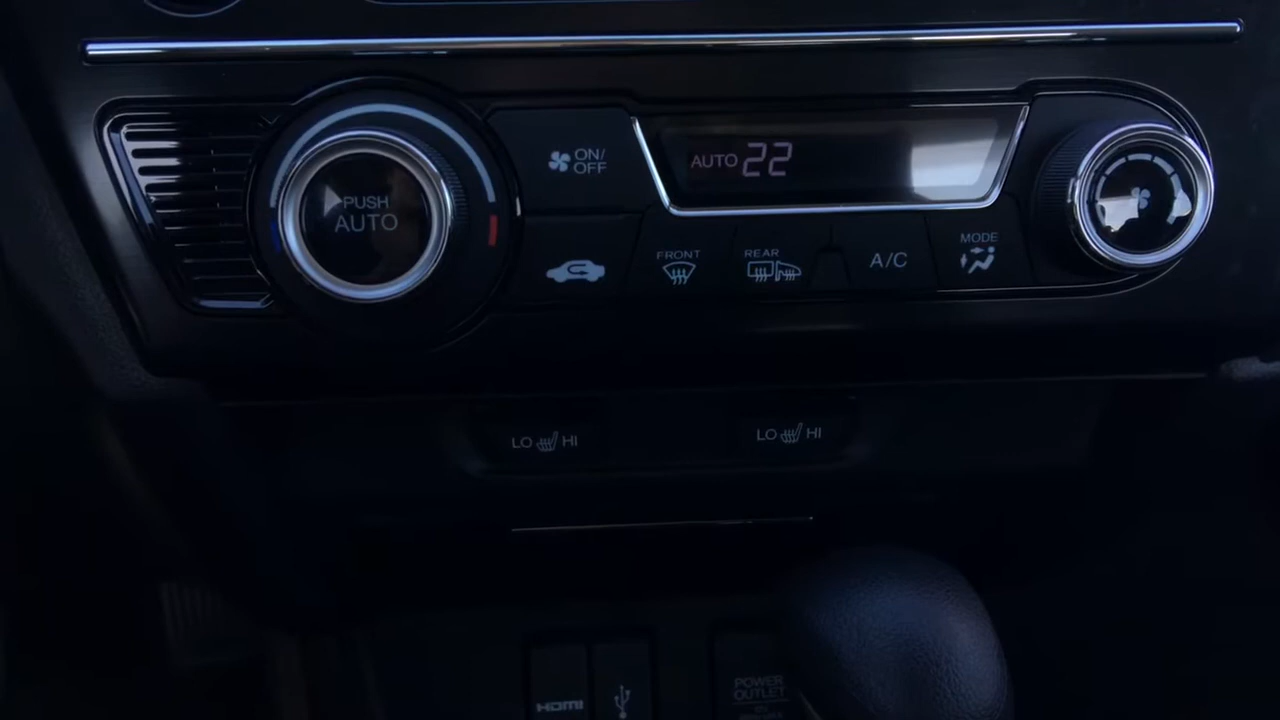 PUSH
AUTO
ON/
OFF
AUTO 22
FRONT
REAR
A/C
MODE
LO HI
LO HI
HDMI
POWER
OUTLET